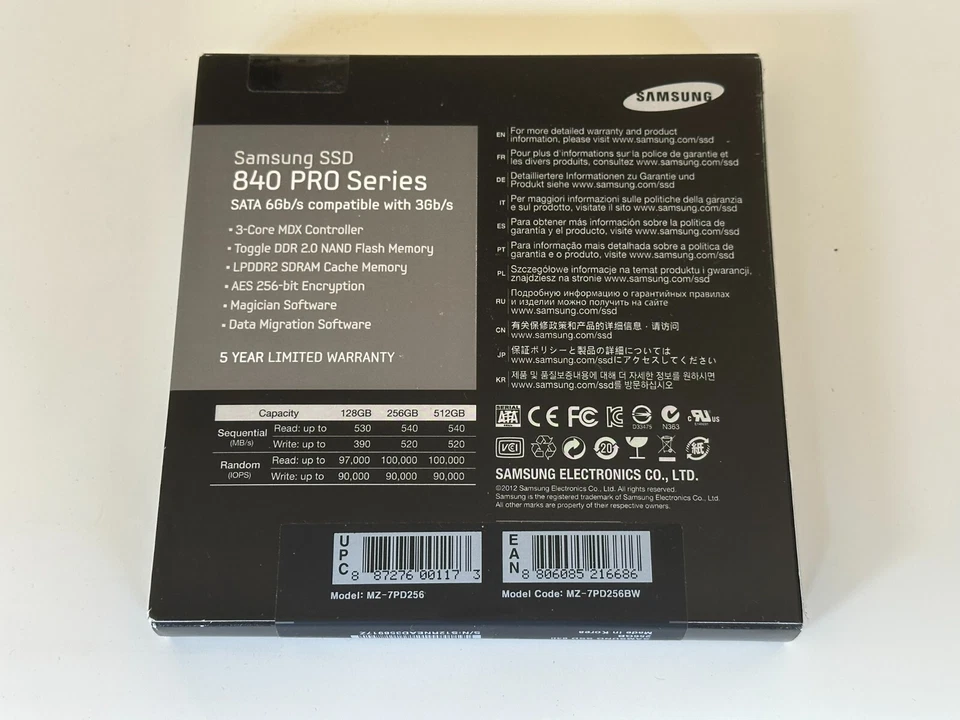 SAMSUNG
Samsung SSD
840 PRO Series
SATA 6Gb/s compatible with 3Gb/s
• 3-Core MDX Controller
• Toggle DDR 2.0 NAND Flash Memory
• LPDDR2 SDRAM Cache Memory
• AES 256-bit Encryption
• Magician Software
• Data Migration Software
5 YEAR LIMITED WARRANTY
Capacity 128GB 256GB 512GB
Sequential (MB/s) Read: up to 530 540 540
Write: up to 390 520 520
Random (IOPS) Read: up to 97,000 100,000 100,000
Write: up to 90,000 90,000 90,000
EN For more detailed warranty and product
information, please visit www.samsung.com/ssd
FR Pour plus d'informations sur la police de garantie et
les divers produits, consultez www.samsung.com/ssd
DE Detailliertere Informationen zu Garantie und
Produkt siehe www.samsung.com/ssd
IT Per maggiori informazioni sulle politiche della garanzia
e sul prodotto, visitate il sito www.samsung.com/ssd
ES Para obtener más información sobre la política de
garantía y el producto, visite www.samsung.com/ssd
PT Para informação mais detalhada sobre a politica de
garantia e o produto, visite www.samsung.com/ssd
PL Szczegółowe informacje na temat produktu i gwarancji,
znajdziesz na stronie www.samsung.com/ssd
RU Подробную информацию о гарантийных правилах
и изделии можно получить на сайте
www.samsung.com/ssd
CN 有关保修政策和产品的详细信息，请访问
www.samsung.com/ssd
JP 保証ポリシーと製品の詳細については
www.samsung.com/ssdにアクセスしてください
KR 제품 및 품질보증내용에 대해 더 자세한 정보를 원하시면
www.samsung.com/ssd를 방문하십시오
SERIAL ATA CE FC D33475 N363 c UL US
VCI 20 紙
SAMSUNG ELECTRONICS CO., LTD.
©2012 Samsung Electronics Co., Ltd. All rights reserved.
Samsung is the registered trademark of Samsung Electronics Co., Ltd.
All other marks are property of their respective owners.
UPC
8 87276 00117 3
Model: MZ-7PD256
EAN
8 806085 216686
Model Code: MZ-7PD256BW
Made in Korea